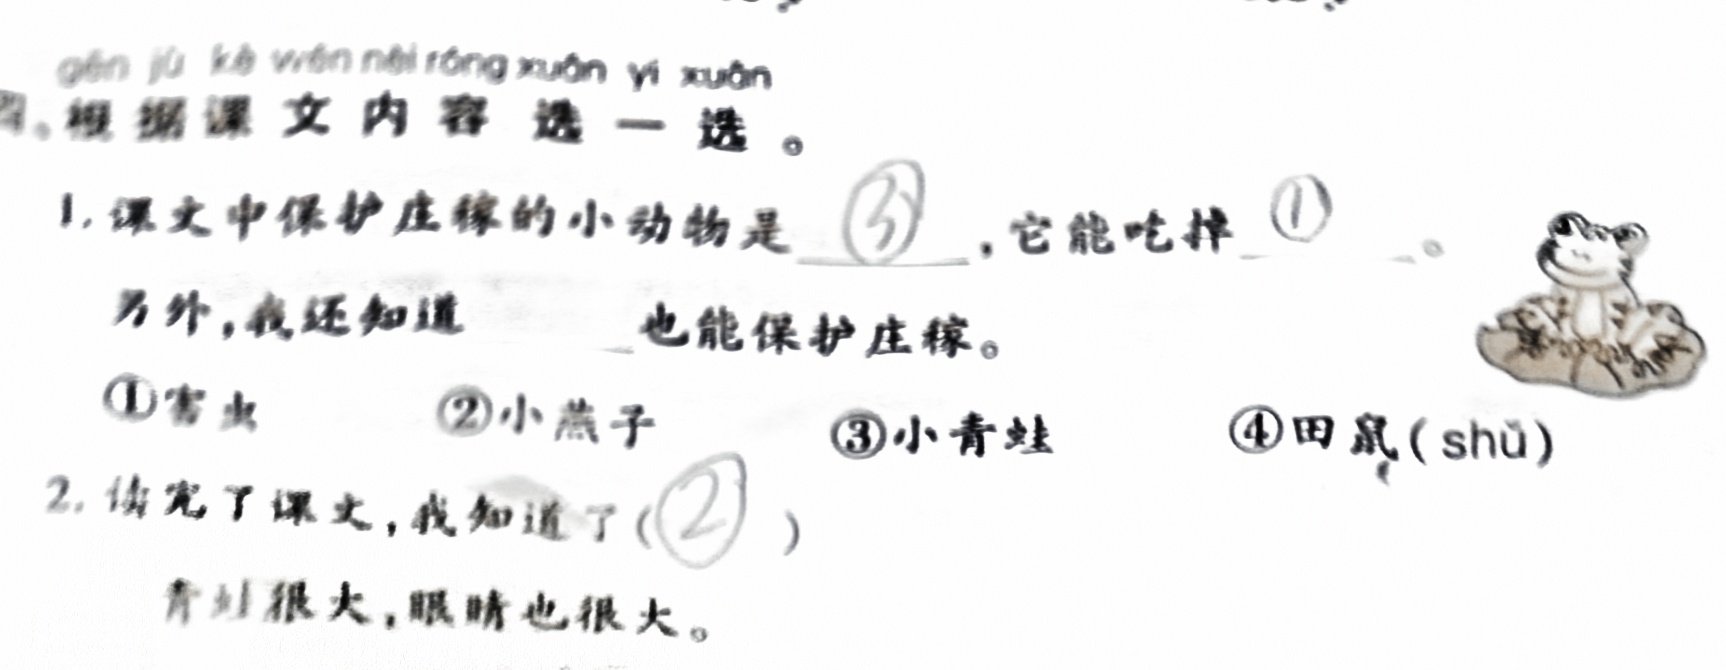 gēn jù kè wén nèi róng xuǎn yi xuǎn
四、根据课文内容选一选。
1. 课文中保护庄稼的小动物是 ③ ,它能吃掉 ① 。
另外,我还知道 也能保护庄稼。
①害虫 ②小燕子 ③小青蛙 ④田鼠(shǔ)
2. 读完了课文,我知道了( ② )
青蛙很大,眼睛也很大。